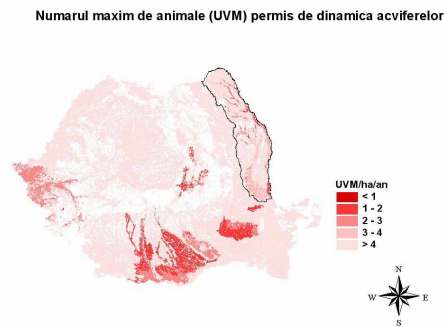 Numarul maxim de animale (UVM) permis de dinamica acviferelor
UVM/ha/an
< 1
1 - 2
2 - 3
3 - 4
> 4
N
W
E
S